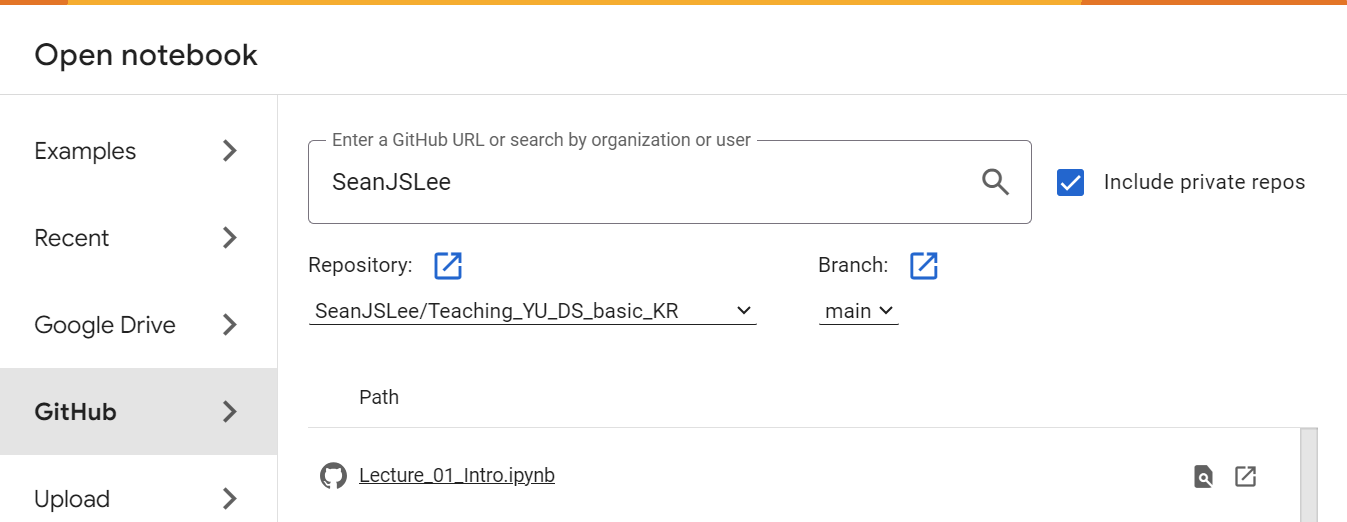 Open notebook
Examples
Recent
Google Drive
GitHub
Upload
Enter a GitHub URL or search by organization or user
SeanJSLee
Include private repos
Repository:
Branch:
SeanJSLee/Teaching_YU_DS_basic_KR
main
Path
Lecture_01_Intro.ipynb